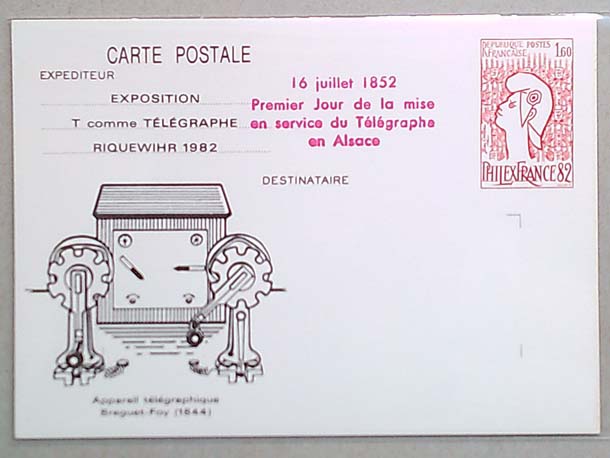 CARTE POSTALE
EXPEDITEUR
EXPOSITION
T comme TÉLÉGRAPHE
RIQUEWIHR 1982
16 juillet 1852
Premier Jour de la mise
en service du Télégraphe
en Alsace
REPUBLIQUE POSTES
FRANCAISE 1,60
PHILEXFRANCE 82
DESTINATAIRE
Appareil télégraphique
Breguet-Foy (1844)